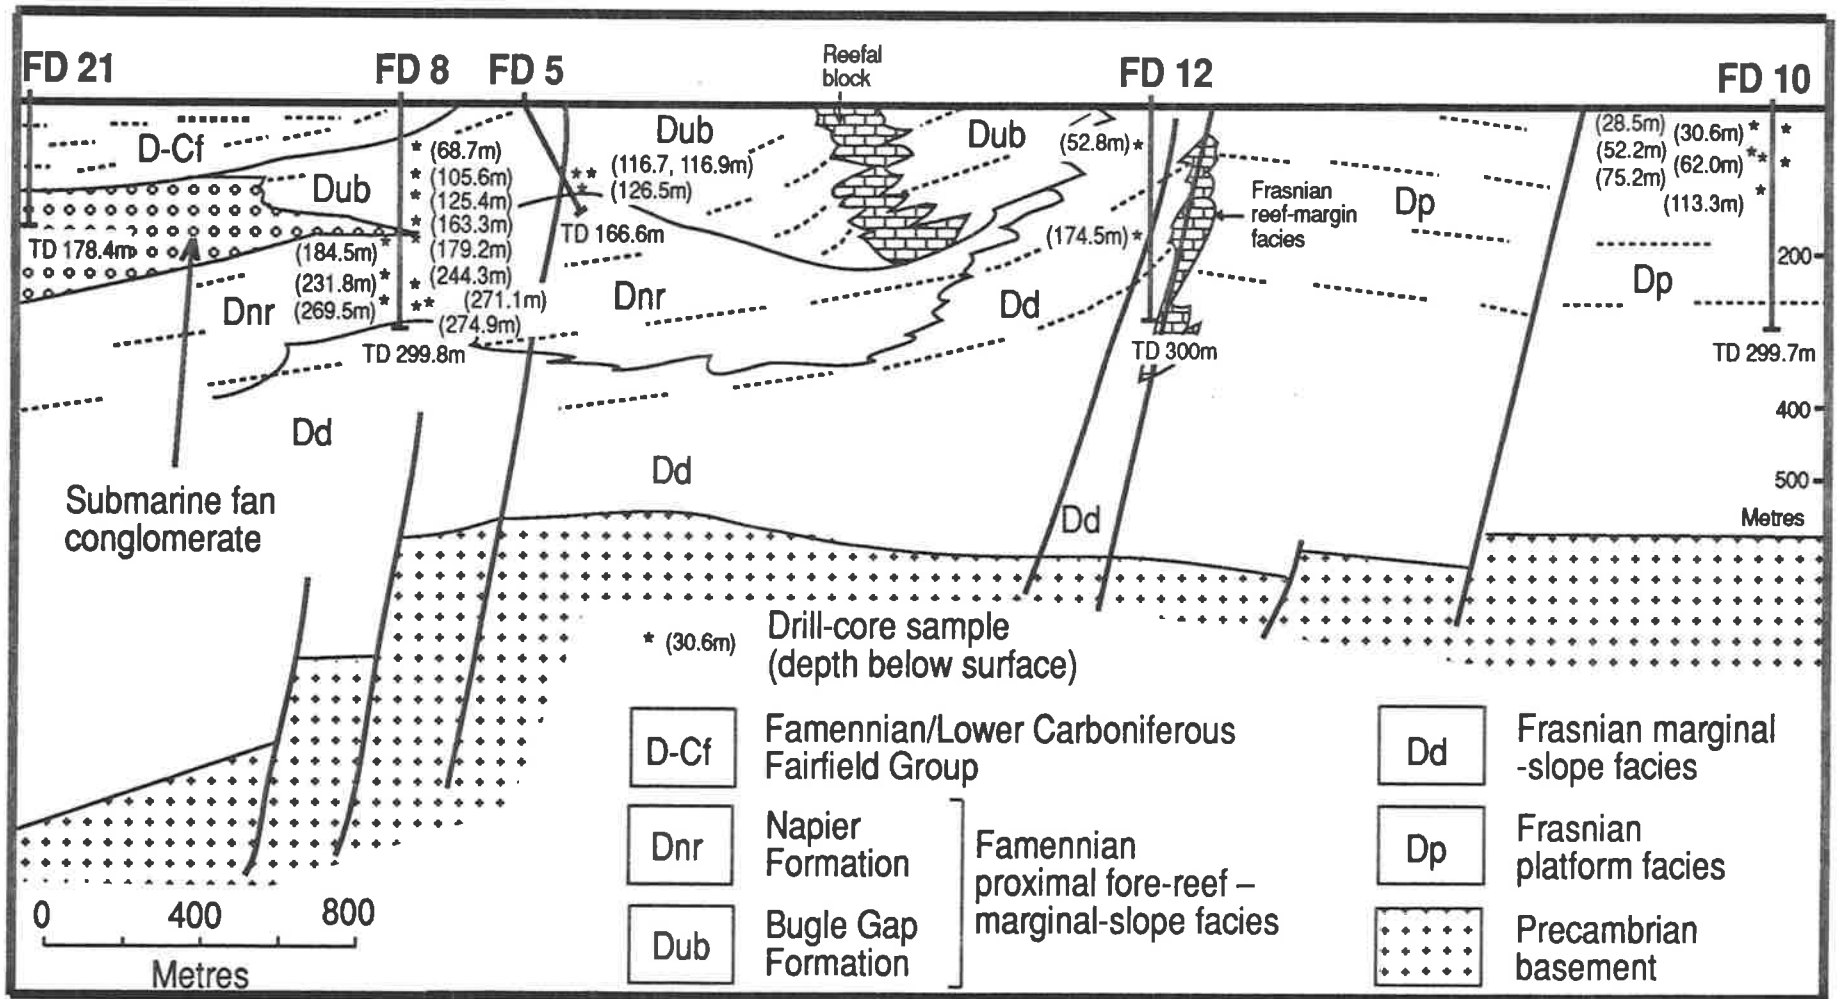 FD 21
FD 8
FD 5
Reefal
block
FD 12
FD 10
D-Cf
Dub
Dub
Dub
(68.7m)
(105.6m)
(125.4m)
(163.3m)
(179.2m)
(244.3m)
(271.1m)
(274.9m)
(184.5m)
(231.8m)
(269.5m)
TD 178.4m
TD 299.8m
(116.7, 116.9m)
(126.5m)
TD 166.6m
(52.8m)
(174.5m)
TD 300m
Frasnian
reef-margin
facies
(28.5m) (30.6m)
(52.2m) (62.0m)
(75.2m)
(113.3m)
TD 299.7m
Dp
Dp
Dnr
Dnr
Dd
Dd
Dd
Dd
200
400
500
Metres
Submarine fan
conglomerate
* (30.6m)
Drill-core sample
(depth below surface)
D-Cf
Famennian/Lower Carboniferous
Fairfield Group
Dnr
Napier
Formation
Dub
Bugle Gap
Formation
Famennian
proximal fore-reef –
marginal-slope facies
Dd
Frasnian marginal
-slope facies
Dp
Frasnian
platform facies
Precambrian
basement
0 400 800
Metres